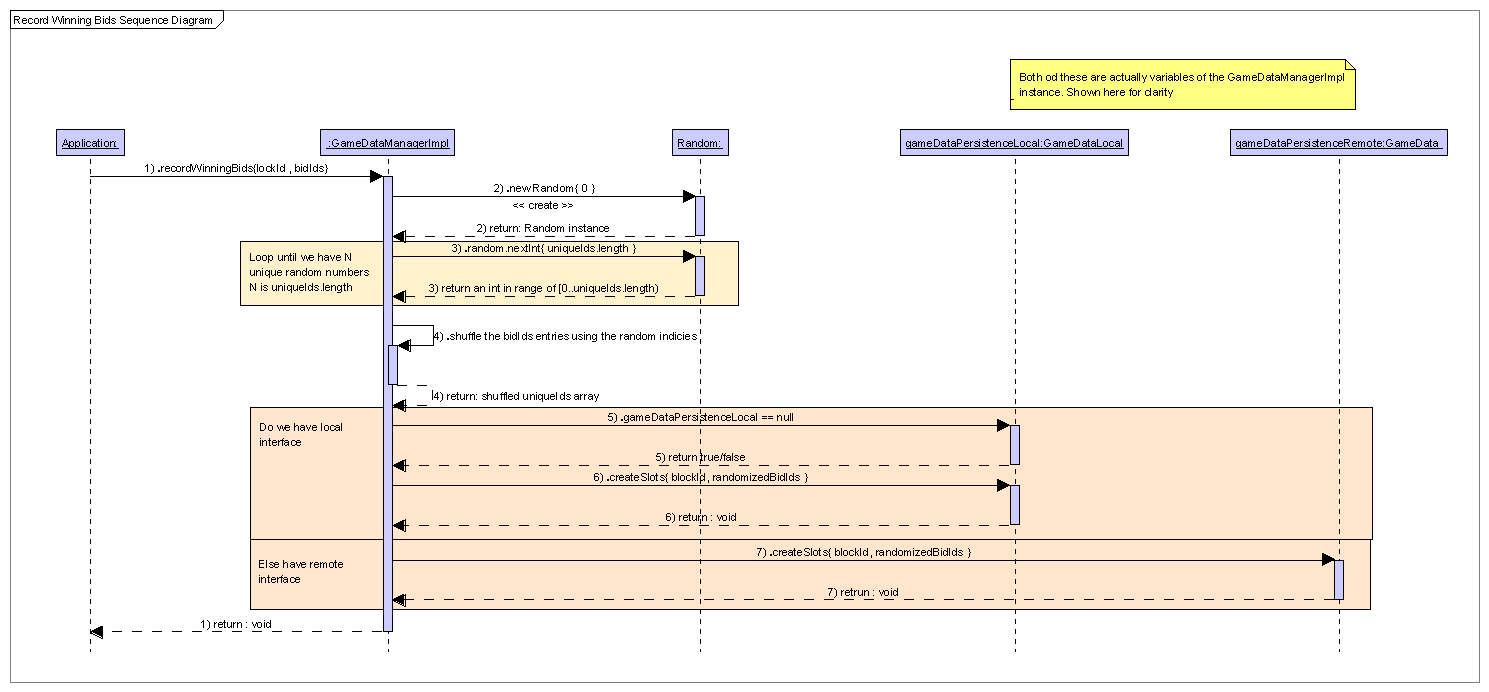 Record Winning Bids Sequence Diagram
Both od these are actually variables of the GameDataManagerImpl
instance. Shown here for clarity
Application:
:GameDataManagerImpl
Random:
gameDataPersistenceLocal:GameDataLocal
gameDataPersistenceRemote:GameData
1) .recordWinningBids{lockId , bidIds}
2) .newRandom{ 0 }
<< create >>
2) return: Random instance
Loop until we have N
unique random numbers
N is uniqueIds.length
3) .random.nextInt{ uniqueIds.length }
3) return an int in range of [0..uniqueIds.length)
4) .shuffle the bidIds entries using the random indicies
4) return: shuffled uniqueIds array
Do we have local
interface
5) .gameDataPersistenceLocal == null
5) return true/false
6) .createSlots{ blockId, randomizedBidIds }
6) return : void
Else have remote
interface
7) .createSlots{ blockId, randomizedBidIds }
7) retrun : void
1) return : void